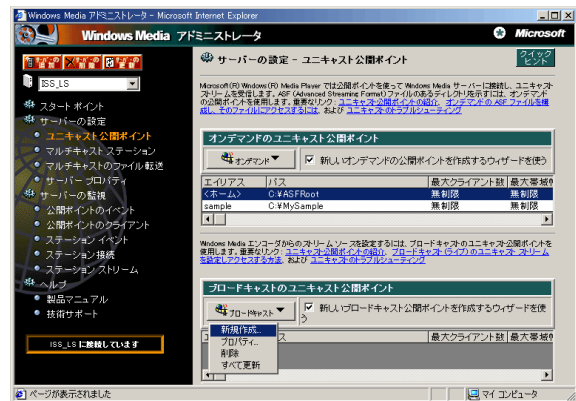 Windows Media アドミニストレータ - Microsoft Internet Explorer
Windows Media アドミニストレータ
Microsoft
ISS_LS
スタート ポイント
サーバーの設定
ユニキャスト公開ポイント
マルチキャスト ステーション
マルチキャストのファイル転送
サーバー プロパティ
サーバーの監視
公開ポイントのイベント
公開ポイントのクライアント
ステーション イベント
ステーション接続
ステーション ストリーム
ヘルプ
製品マニュアル
技術サポート
ISS_LS に接続しています
サーバーの設定 - ユニキャスト公開ポイント
クイック
ヒント
Microsoft(R) Windows(R) Media Player では公開ポイントを使って Windows Media サーバーに接続し、ユニキャスト
ストリームを受信します。ASF (Advanced Streaming Format) ファイルのあるディレクトリを示すには、オンデマンド
の公開ポイントを使用します。重要なリンク: ユニキャスト公開ポイントの紹介、オンデマンドの ASF ファイルを構
成し、そのファイルにアクセスするには、および ユニキャストのトラブルシューティング
オンデマンドのユニキャスト公開ポイント
オンデマンド▼
新しいオンデマンドの公開ポイントを作成するウィザードを使う
エイリアス パス 最大クライアント数 最大帯域
<ホーム> C:¥ASFRoot 無制限 無制限
sample C:¥MySample 無制限 無制限
Windows Media エンコーダからのストリーム ソースを設定するには、ブロードキャストのユニキャスト公開ポイントを
使用します。重要なリンク: ユニキャスト公開ポイントの紹介、ブロードキャスト (ライブ) のユニキャスト ストリーム
を設定しアクセスする方法、および ユニキャストのトラブルシューティング
ブロードキャストのユニキャスト公開ポイント
ブロードキャスト▼
新しいブロードキャスト公開ポイントを作成するウィザードを使
う
ス 最大クライアント数 最大帯域
新規作成...
プロパティ...
削除
すべて更新
ページが表示されました
マイ コンピュータ